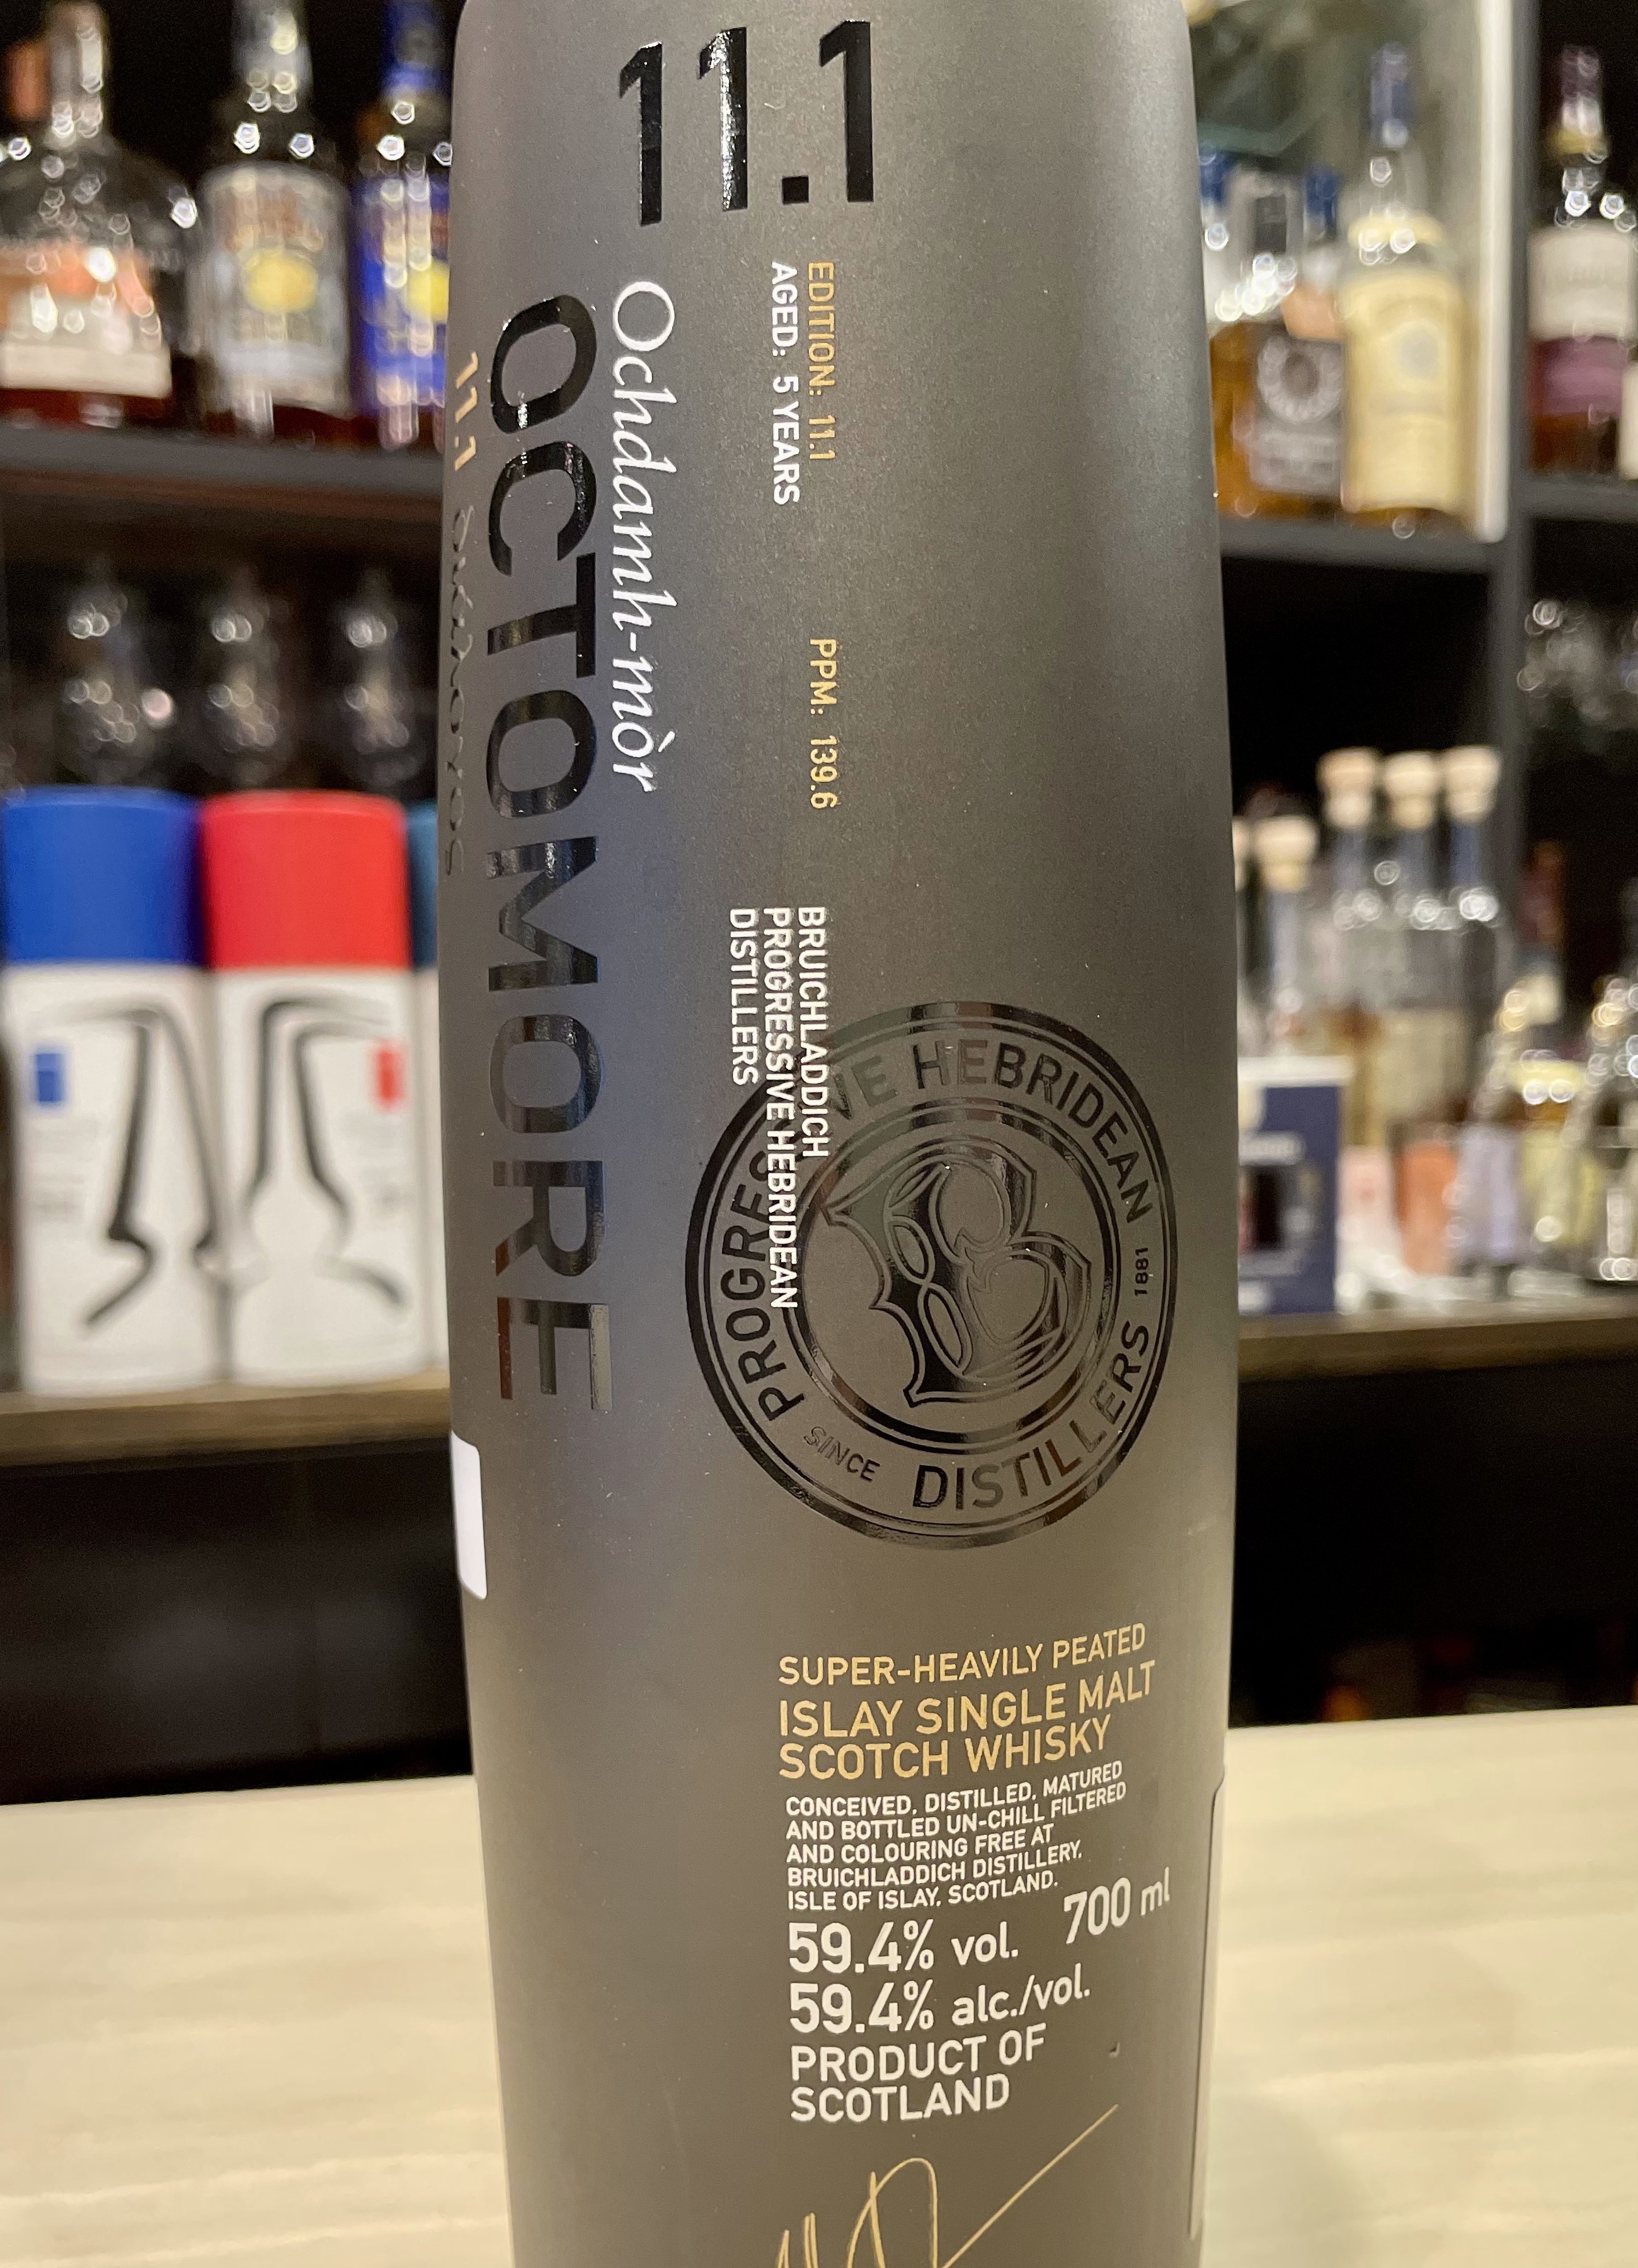 11.1
EDITION: 11.1
PPM: 139.6
AGED: 5 YEARS
Ochdamh-mòr
OCTOMORE
11.1
BRUICHLADDICH
PROGRESSIVE HEBRIDEAN
DISTILLERS
PROGRESSIVE HEBRIDEAN
DISTILLERS
SINCE
1881
B
SUPER-HEAVILY PEATED
ISLAY SINGLE MALT
SCOTCH WHISKY
CONCEIVED, DISTILLED, MATURED
AND BOTTLED UN-CHILL FILTERED
AND COLOURING FREE AT
BRUICHLADDICH DISTILLERY,
ISLE OF ISLAY, SCOTLAND.
700 ml
59.4% vol.
59.4% alc./vol.
PRODUCT OF
SCOTLAND